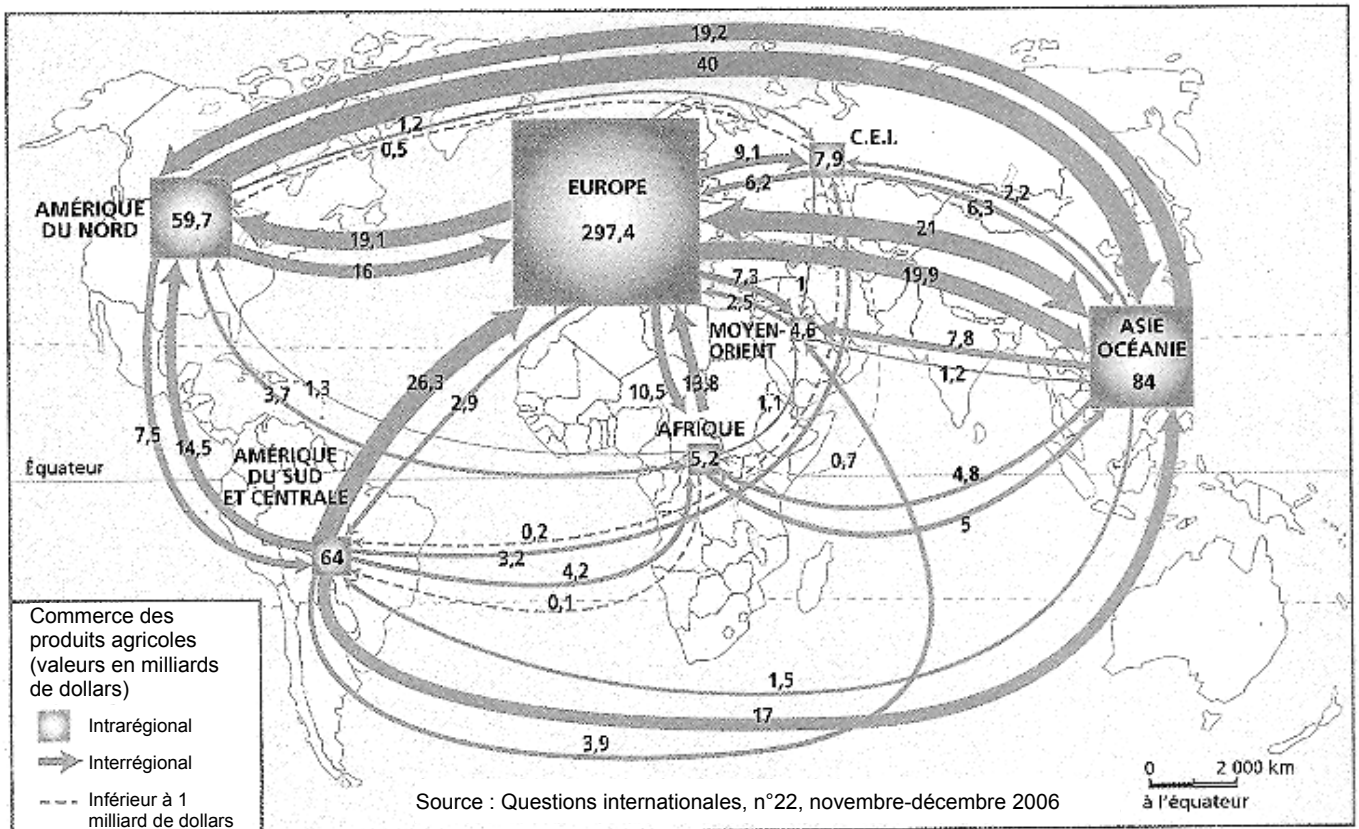 19,2
40
1,2
0,5
C.E.I.
7,9
9,1
6,2
2,2
6,3
EUROPE
297,4
AMÉRIQUE
DU NORD
59,7
19,1
16
21
19,9
7,3
2,5
1
MOYEN-
ORIENT
4,6
ASIE
OCÉANIE
84
7,8
1,2
26,3
2,9
10,5
13,8
1,1
3,7
1,3
7,5
14,5
AFRIQUE
5,2
0,7
4,8
5
Équateur
AMÉRIQUE
DU SUD
ET CENTRALE
64
0,2
3,2
4,2
0,1
1,5
17
3,9
Commerce des
produits agricoles
(valeurs en milliards
de dollars)
Intrarégional
Interrégional
Inférieur à 1
milliard de dollars
Source : Questions internationales, n°22, novembre-décembre 2006
0 2 000 km
à l'équateur